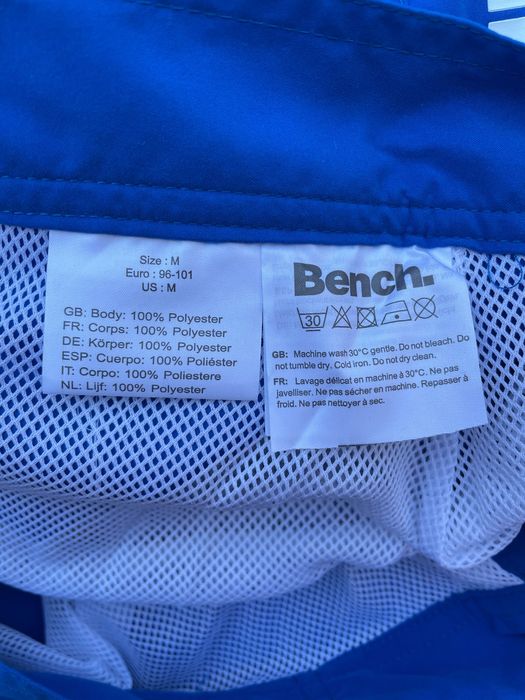 Size : M
Euro : 96-101
US : M
GB: Body: 100% Polyester
FR: Corps: 100% Polyester
DE: Körper: 100% Polyester
ESP: Cuerpo: 100% Poliéster
IT: Corpo: 100% Poliestere
NL: Lijf: 100% Polyester
Bench.
30
GB: Machine wash 30°C gentle. Do not bleach. Do
not tumble dry. Cold iron. Do not dry clean.
FR: Lavage délicat en machine à 30°C. Ne pas
javelliser. Ne pas sécher en machine. Repasser à
froid. Ne pas nettoyer à sec.